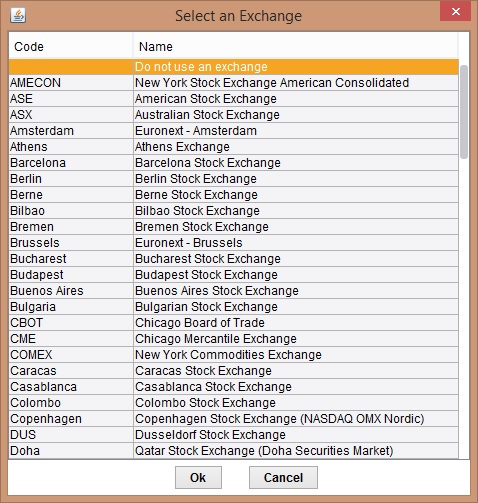 Select an Exchange
Code Name
Do not use an exchange
AMECON New York Stock Exchange American Consolidated
ASE American Stock Exchange
ASX Australian Stock Exchange
Amsterdam Euronext - Amsterdam
Athens Athens Exchange
Barcelona Barcelona Stock Exchange
Berlin Berlin Stock Exchange
Berne Berne Stock Exchange
Bilbao Bilbao Stock Exchange
Bremen Bremen Stock Exchange
Brussels Euronext - Brussels
Bucharest Bucharest Stock Exchange
Budapest Budapest Stock Exchange
Buenos Aires Buenos Aires Stock Exchange
Bulgaria Bulgarian Stock Exchange
CBOT Chicago Board of Trade
CME Chicago Mercantile Exchange
COMEX New York Commodities Exchange
Caracas Caracas Stock Exchange
Casablanca Casablanca Stock Exchange
Colombo Colombo Stock Exchange
Copenhagen Copenhagen Stock Exchange (NASDAQ OMX Nordic)
DUS Dusseldorf Stock Exchange
Doha Qatar Stock Exchange (Doha Securities Market)
Ok Cancel